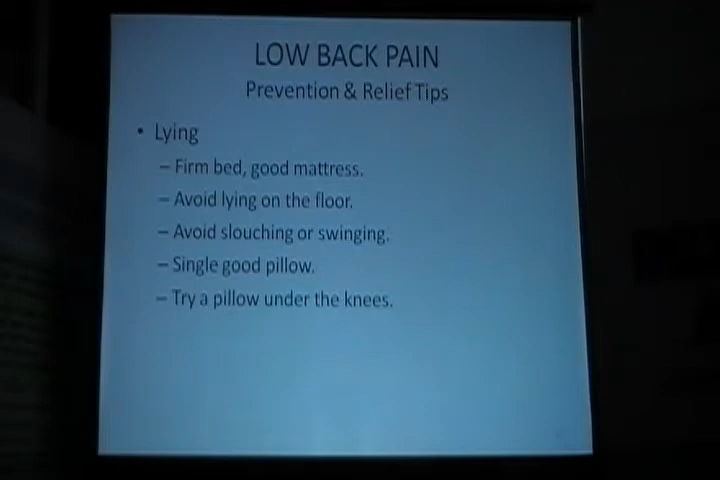 LOW BACK PAIN
Prevention & Relief Tips
• Lying
– Firm bed, good mattress.
– Avoid lying on the floor.
– Avoid slouching or swinging.
– Single good pillow.
– Try a pillow under the knees.